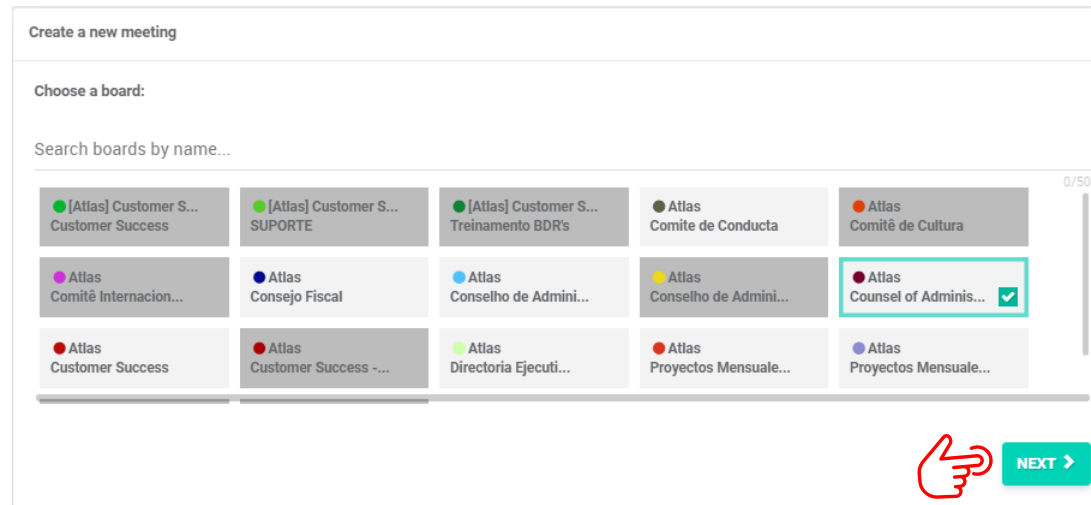 Create a new meeting
Choose a board:
Search boards by name...
0/50
[Atlas] Customer S...
Customer Success
[Atlas] Customer S...
SUPORTE
[Atlas] Customer S...
Treinamento BDR's
Atlas
Comite de Conducta
Atlas
Comitê de Cultura
Atlas
Comitê Internacion...
Atlas
Consejo Fiscal
Atlas
Conselho de Admini...
Atlas
Conselho de Admini...
Atlas
Counsel of Adminis...
Atlas
Customer Success
Atlas
Customer Success -...
Atlas
Directoria Ejecuti...
Atlas
Proyectos Mensuale...
Atlas
Proyectos Mensuale...
NEXT